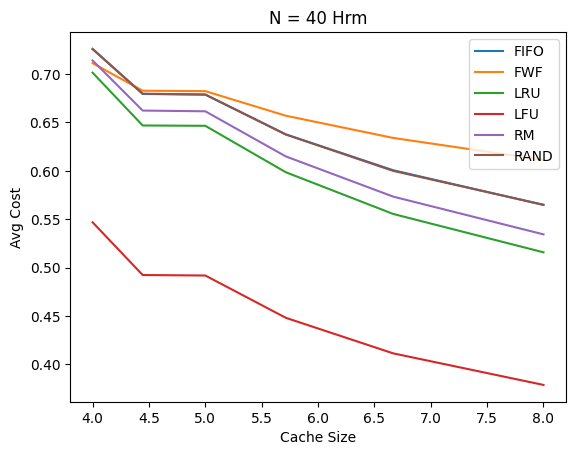 N = 40 Hrm
FIFO
FWF
LRU
LFU
RM
RAND
Avg Cost
0.70
0.65
0.60
0.55
0.50
0.45
0.40
4.0 4.5 5.0 5.5 6.0 6.5 7.0 7.5 8.0
Cache Size